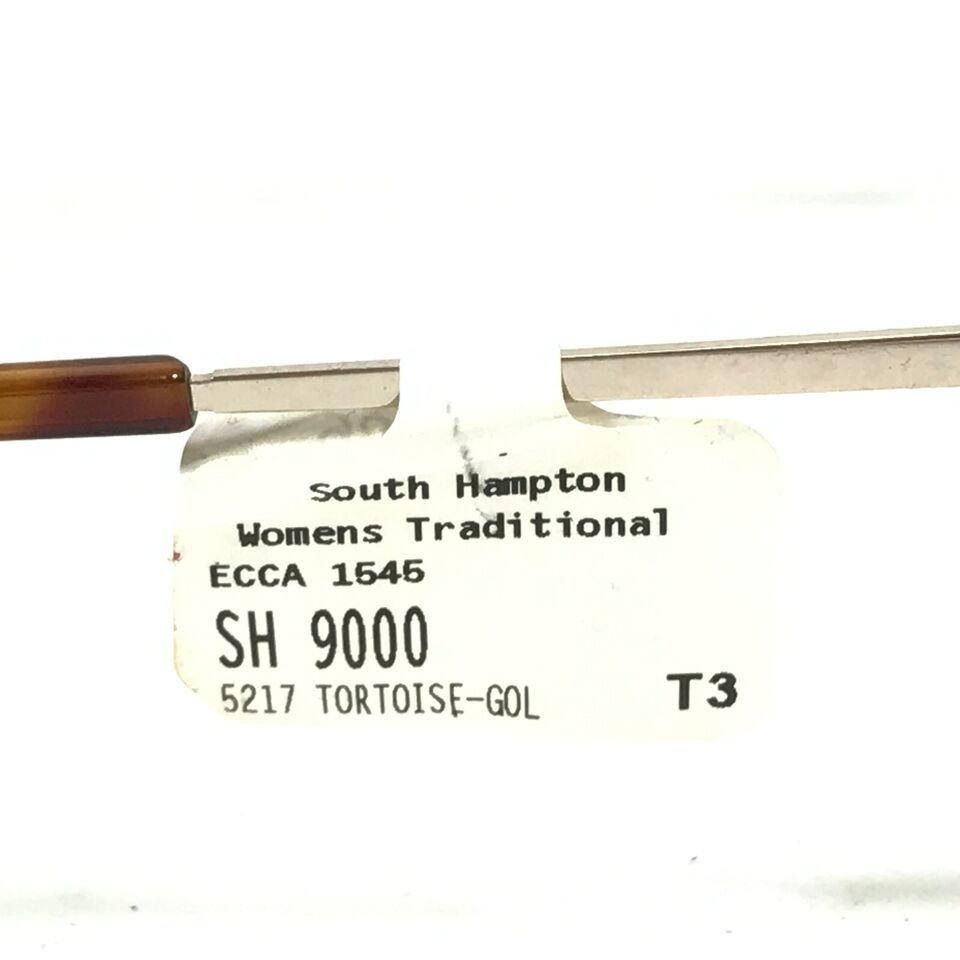 South Hampton
Womens Traditional
ECCA 1545
SH 9000
5217 TORTOISE-GOL T3